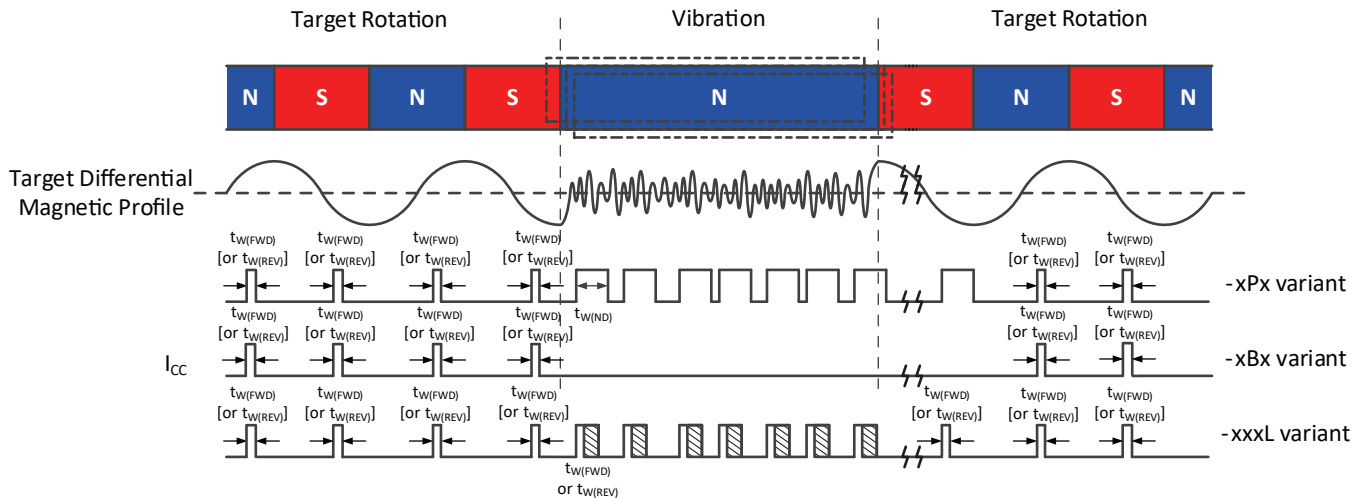 Target Rotation
Vibration
Target Rotation
N
S
N
S
N
S
N
S
N
Target Differential
Magnetic Profile
tW(FWD)
[or tW(REV)]
tW(FWD)
[or tW(REV)]
tW(FWD)
[or tW(REV)]
tW(FWD)
[or tW(REV)]
tW(FWD)
[or tW(REV)]
tW(FWD)
[or tW(REV)]
tW(ND)
-xPx variant
tW(FWD)
[or tW(REV)]
tW(FWD)
[or tW(REV)]
tW(FWD)
[or tW(REV)]
tW(FWD)
[or tW(REV)]
tW(FWD)
[or tW(REV)]
tW(FWD)
[or tW(REV)]
ICC
-xBx variant
tW(FWD)
[or tW(REV)]
tW(FWD)
[or tW(REV)]
tW(FWD)
[or tW(REV)]
tW(FWD)
[or tW(REV)]
tW(FWD)
[or tW(REV)]
tW(FWD)
[or tW(REV)]
tW(FWD)
[or tW(REV)]
-xxxL variant
tW(FWD)
or tW(REV)